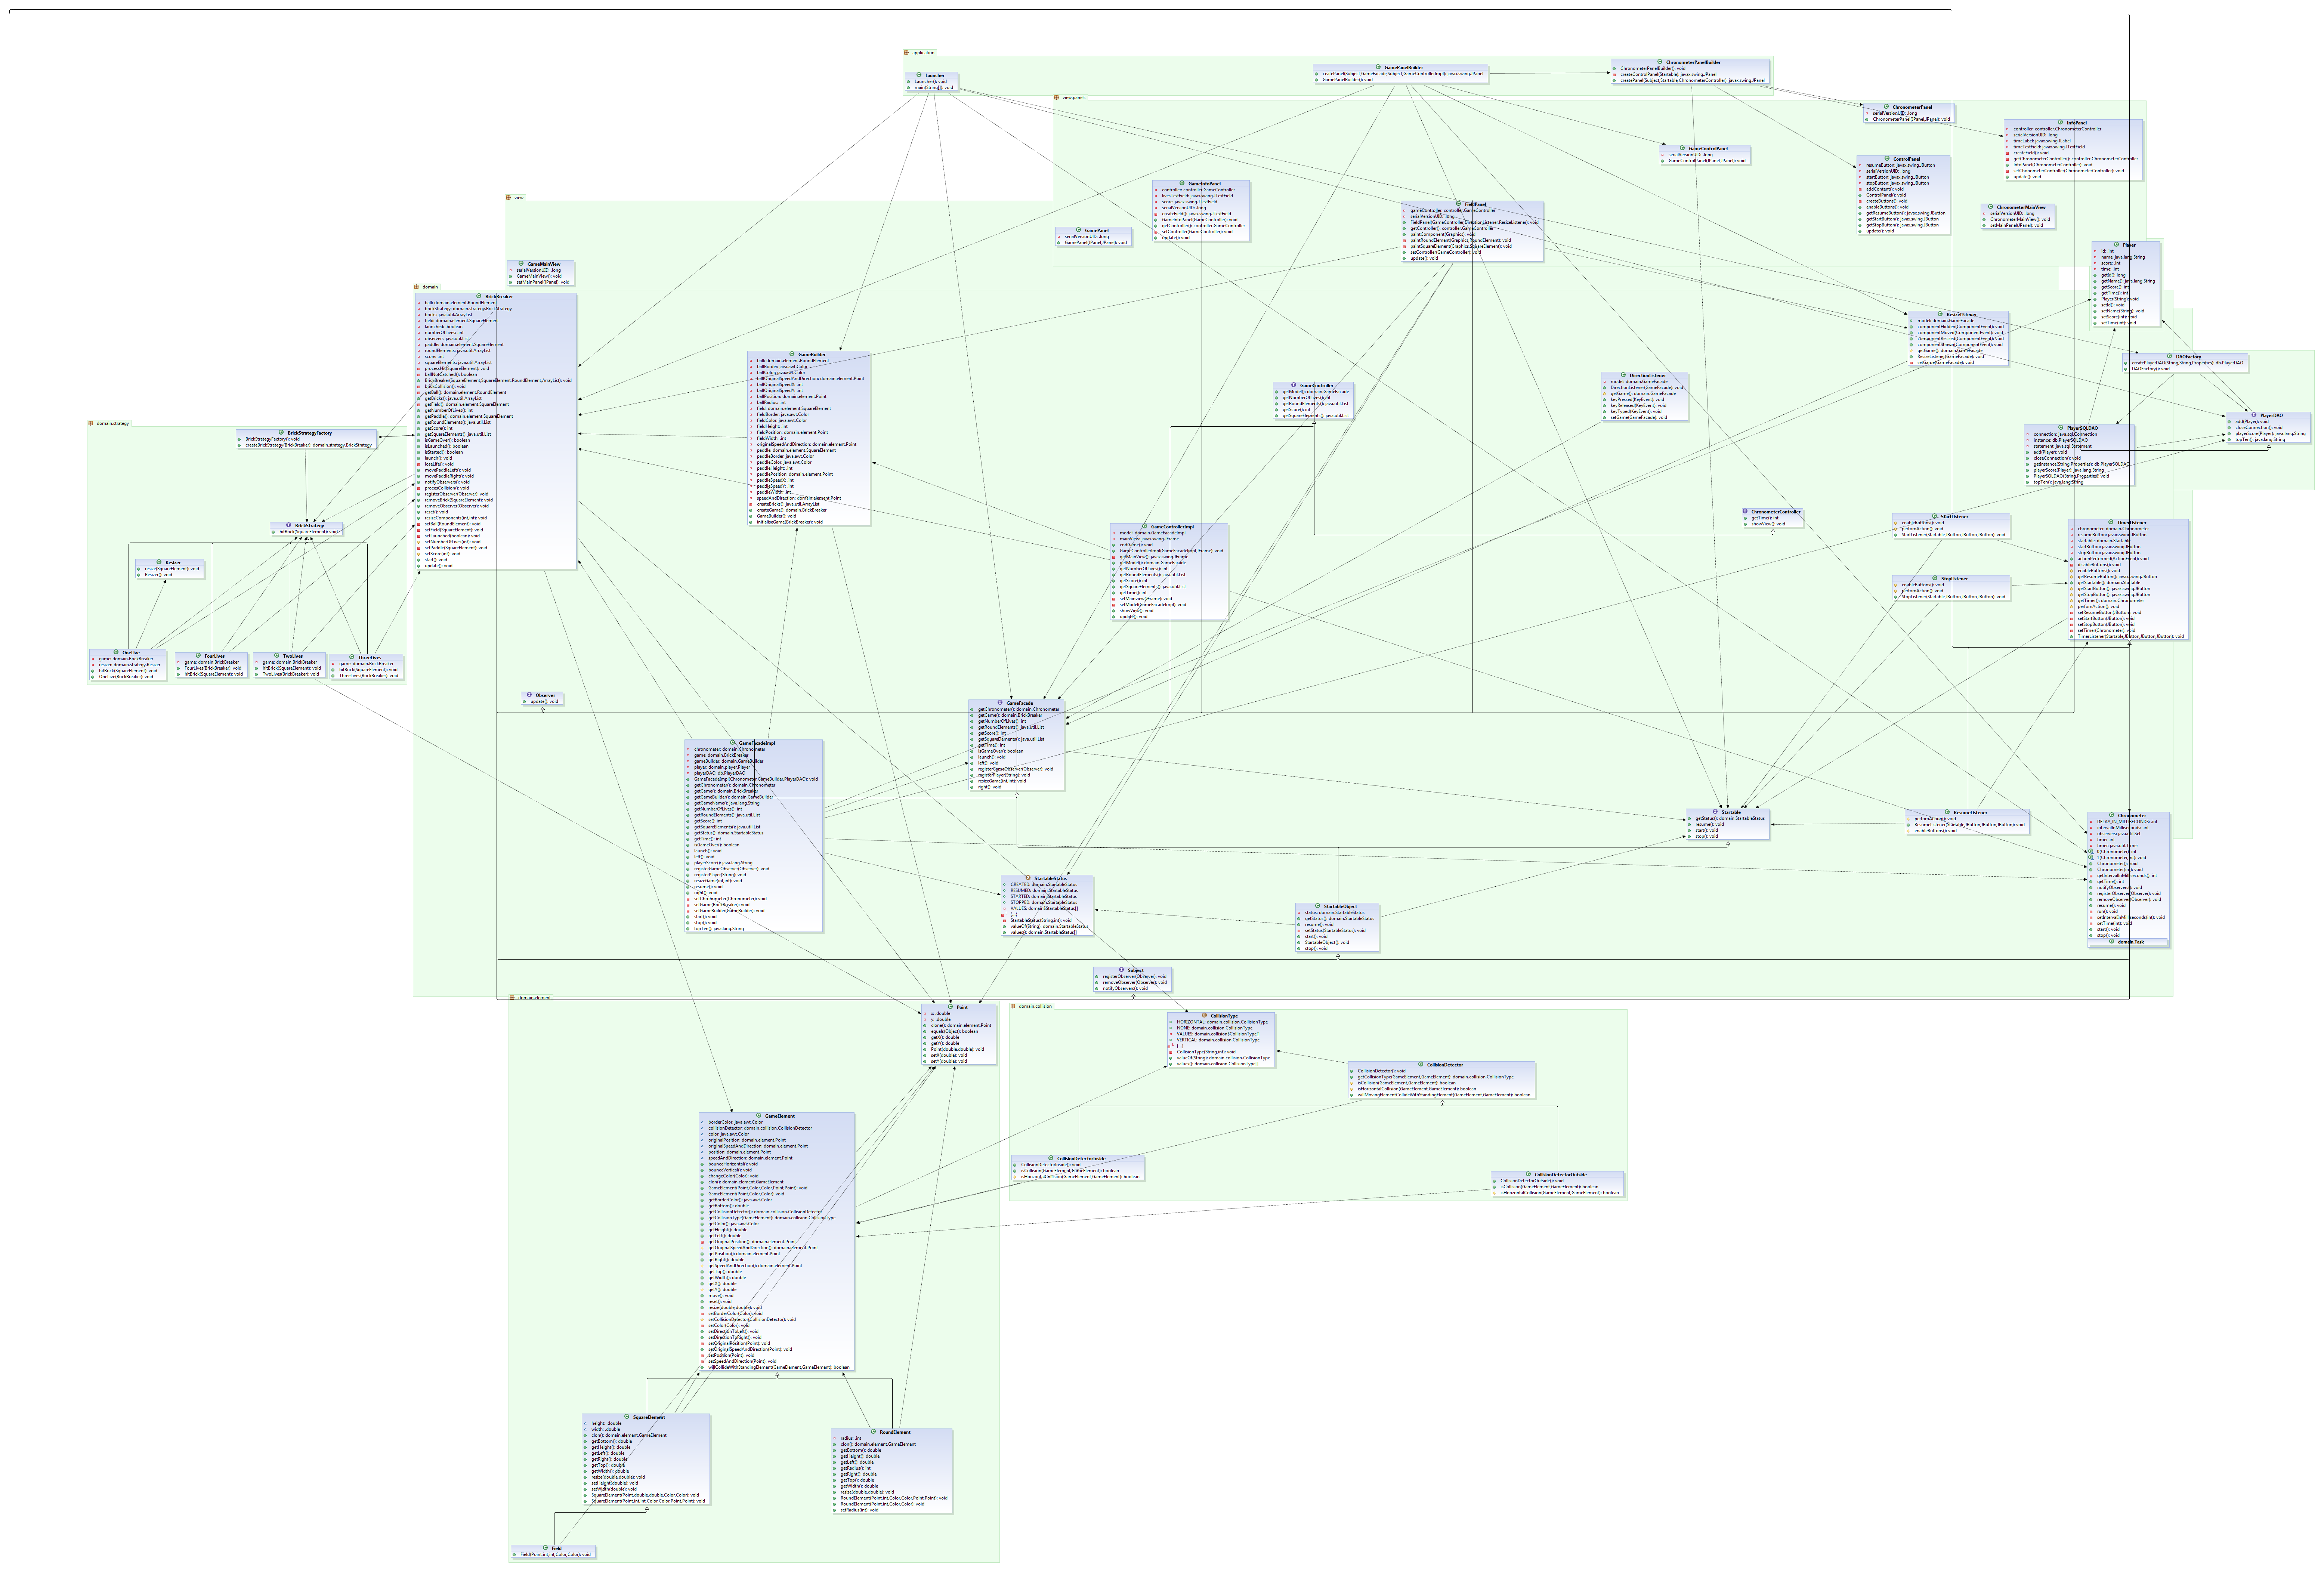 application
Launcher
Launcher(): void
main(String[]): void
GamePanelBuilder
createPanel(Subject,GameFacade,Subject,GameControllerImpl): javax.swing.JPanel
GamePanelBuilder(): void
ChronometerPanelBuilder
ChronometerPanelBuilder(): void
createControlPanel(Startable): javax.swing.JPanel
createPanel(Subject,Startable,ChronometerController): javax.swing.JPanel
view.panels
ChronometerPanel
serialVersionUID: .long
ChronometerPanel(JPanel,JPanel): void
InfoPanel
controller: controller.ChronometerController
serialVersionUID: .long
timeLabel: javax.swing.JLabel
timeTextField: javax.swing.JTextField
createField(): void
getChronometerController(): controller.ChronometerController
InfoPanel(ChronometerController): void
setChronometerController(ChronometerController): void
update(): void
GameControlPanel
serialVersionUID: .long
GameControlPanel(JPanel,JPanel): void
ControlPanel
resumeButton: javax.swing.JButton
serialVersionUID: .long
startButton: javax.swing.JButton
stopButton: javax.swing.JButton
addContent(): void
ControlPanel(): void
createButtons(): void
enableButtons(): void
getResumeButton(): javax.swing.JButton
getStartButton(): javax.swing.JButton
getStopButton(): javax.swing.JButton
update(): void
GameInfoPanel
controller: controller.GameController
livesTextField: javax.swing.JTextField
score: javax.swing.JTextField
serialVersionUID: .long
createField(): javax.swing.JTextField
GameInfoPanel(GameController): void
getController(): controller.GameController
setController(GameController): void
update(): void
GamePanel
serialVersionUID: .long
GamePanel(JPanel,JPanel): void
FieldPanel
gameController: controller.GameController
serialVersionUID: .long
FieldPanel(GameController,DirectionListener,ResizeListener): void
getController(): controller.GameController
paintComponent(Graphics): void
paintRoundElement(Graphics,RoundElement): void
paintSquareElement(Graphics,SquareElement): void
setController(GameController): void
update(): void
ChronometerMainView
serialVersionUID: .long
ChronometerMainView(): void
setMainPanel(JPanel): void
view
GameMainView
serialVersionUID: .long
GameMainView(): void
setMainPanel(JPanel): void
Player
id: .int
name: java.lang.String
score: .int
time: .int
getId(): long
getName(): java.lang.String
getScore(): int
getTime(): int
Player(String): void
setId(): void
setName(String): void
setScore(int): void
setTime(int): void
domain
BrickBreaker
ball: domain.element.RoundElement
brickStrategy: domain.strategy.BrickStrategy
bricks: java.util.ArrayList
field: domain.element.SquareElement
launched: .boolean
numberOfLives: .int
observers: java.util.List
paddle: domain.element.SquareElement
roundElements: java.util.ArrayList
score: .int
squareElements: java.util.ArrayList
processHit(SquareElement): void
ballNotCatched(): boolean
BrickBreaker(SquareElement,SquareElement,RoundElement,ArrayList): void
brickCollision(): void
getBall(): domain.element.RoundElement
getBricks(): java.util.ArrayList
getField(): domain.element.SquareElement
getNumberOfLives(): int
getPaddle(): domain.element.SquareElement
getRoundElements(): java.util.List
getScore(): int
getSquareElements(): java.util.List
isGameOver(): boolean
isLaunched(): boolean
isStarted(): boolean
launch(): void
loseLife(): void
movePaddleLeft(): void
movePaddleRight(): void
notifyObservers(): void
procesCollision(): void
registerObserver(Observer): void
removeBrick(SquareElement): void
removeObserver(Observer): void
reset(): void
resizeComponents(int,int): void
setBall(RoundElement): void
setField(SquareElement): void
setLaunched(boolean): void
setNumberOfLives(int): void
setPaddle(SquareElement): void
setScore(int): void
start(): void
update(): void
GameBuilder
ball: domain.element.RoundElement
ballBorder: java.awt.Color
ballColor: java.awt.Color
ballOriginalSpeedAndDirection: domain.element.Point
ballOriginalSpeedX: .int
ballOriginalSpeedY: .int
ballPosition: domain.element.Point
ballRadius: .int
field: domain.element.SquareElement
fieldBorder: java.awt.Color
fieldColor: java.awt.Color
fieldHeight: .int
fieldPosition: domain.element.Point
fieldWidth: .int
originalSpeedAndDirection: domain.element.Point
paddle: domain.element.SquareElement
paddleBorder: java.awt.Color
paddleColor: java.awt.Color
paddleHeight: .int
paddlePosition: domain.element.Point
paddleSpeedX: .int
paddleSpeedY: .int
paddleWidth: .int
speedAndDirection: domain.element.Point
createBricks(): java.util.ArrayList
createGame(): domain.BrickBreaker
GameBuilder(): void
initialiseGame(BrickBreaker): void
ResizeListener
model: domain.GameFacade
componentHidden(ComponentEvent): void
componentMoved(ComponentEvent): void
componentResized(ComponentEvent): void
componentShown(ComponentEvent): void
getGame(): domain.GameFacade
ResizeListener(GameFacade): void
setGame(GameFacade): void
DAOFactory
createPlayerDAO(String,String,Properties): db.PlayerDAO
DAOFactory(): void
DirectionListener
model: domain.GameFacade
DirectionListener(GameFacade): void
getGame(): domain.GameFacade
keyPressed(KeyEvent): void
keyReleased(KeyEvent): void
keyTyped(KeyEvent): void
setGame(GameFacade): void
GameController
getModel(): domain.GameFacade
getNumberOfLives(): int
getRoundElements(): java.util.List
getScore(): int
getSquareElements(): java.util.List
PlayerDAO
add(Player): void
closeConnection(): void
playerScore(Player): java.lang.String
topTen(): java.lang.String
PlayerSQLDAO
connection: java.sql.Connection
instance: db.PlayerSQLDAO
statement: java.sql.Statement
add(Player): void
closeConnection(): void
getInstance(String,Properties): db.PlayerSQLDAO
playerScore(Player): java.lang.String
PlayerSQLDAO(String,Properties): void
topTen(): java.lang.String
domain.strategy
BrickStrategyFactory
BrickStrategyFactory(): void
createBrickStrategy(BrickBreaker): domain.strategy.BrickStrategy
BrickStrategy
hitBrick(SquareElement): void
Resizer
resize(SquareElement): void
Resizer(): void
OneLive
game: domain.BrickBreaker
resizer: domain.strategy.Resizer
hitBrick(SquareElement): void
OneLive(BrickBreaker): void
FourLives
game: domain.BrickBreaker
FourLives(BrickBreaker): void
hitBrick(SquareElement): void
TwoLives
game: domain.BrickBreaker
hitBrick(SquareElement): void
TwoLives(BrickBreaker): void
ThreeLives
game: domain.BrickBreaker
hitBrick(SquareElement): void
ThreeLives(BrickBreaker): void
GameControllerImpl
model: domain.GameFacadeImpl
mainView: javax.swing.JFrame
endGame(): void
GameControllerImpl(GameFacadeImpl,JFrame): void
getMainView(): javax.swing.JFrame
getModel(): domain.GameFacade
getNumberOfLives(): int
getRoundElements(): java.util.List
getScore(): int
getSquareElements(): java.util.List
getTime(): int
setMainview(JFrame): void
setModel(GameFacadeImpl): void
showView(): void
update(): void
ChronometerController
getTime(): int
showView(): void
StartListener
enableButtons(): void
perfomAction(): void
StartListener(Startable,JButton,JButton,JButton): void
StopListener
enableButtons(): void
perfomAction(): void
StopListener(Startable,JButton,JButton,JButton): void
TimerListener
chronometer: domain.Chronometer
resumeButton: javax.swing.JButton
startable: domain.Startable
startButton: javax.swing.JButton
stopButton: javax.swing.JButton
actionPerformed(ActionEvent): void
disableButtons(): void
enableButtons(): void
getResumeButton(): javax.swing.JButton
getStartable(): domain.Startable
getStartButton(): javax.swing.JButton
getStopButton(): javax.swing.JButton
getTimer(): domain.Chronometer
perfomAction(): void
setResumeButton(JButton): void
setStartButton(JButton): void
setStopButton(JButton): void
setTimer(Chronometer): void
TimerListener(Startable,JButton,JButton,JButton): void
Observer
update(): void
GameFacade
getChronometer(): domain.Chronometer
getGame(): domain.BrickBreaker
getNumberOfLives(): int
getRoundElements(): java.util.List
getScore(): int
getSquareElements(): java.util.List
getTime(): int
isGameOver(): boolean
launch(): void
left(): void
registerGameObserver(Observer): void
registerPlayer(String): void
resizeGame(int,int): void
right(): void
GameFacadeImpl
chronometer: domain.Chronometer
game: domain.BrickBreaker
gameBuilder: domain.GameBuilder
player: domain.player.Player
playerDAO: db.PlayerDAO
GameFacadeImpl(Chronometer,GameBuilder,PlayerDAO): void
getChronometer(): domain.Chronometer
getGame(): domain.BrickBreaker
getGameBuilder(): domain.GameBuilder
getGameName(): java.lang.String
getNumberOfLives(): int
getRoundElements(): java.util.List
getScore(): int
getSquareElements(): java.util.List
getStatus(): domain.StartableStatus
getTime(): int
isGameOver(): boolean
launch(): void
left(): void
playerScore(): java.lang.String
registerGameObserver(Observer): void
registerPlayer(String): void
resizeGame(int,int): void
resume(): void
right(): void
setChronometer(Chronometer): void
setGame(BrickBreaker): void
setGameBuilder(GameBuilder): void
start(): void
stop(): void
topTen(): java.lang.String
Startable
getStatus(): domain.StartableStatus
resume(): void
start(): void
stop(): void
ResumeListener
perfomAction(): void
ResumeListener(Startable,JButton,JButton,JButton): void
enableButtons(): void
Chronometer
DELAY_IN_MILLISECONDS: .int
intervalInMilliseconds: .int
observers: java.util.Set
time: .int
timer: java.util.Timer
0(Chronometer): int
1(Chronometer,int): void
Chronometer(): void
Chronometer(int): void
getIntervalInMilliseconds(): int
getTime(): int
notifyObservers(): void
registerObserver(Observer): void
removeObserver(Observer): void
resume(): void
run(): void
setIntervalInMilliseconds(int): void
setTime(int): void
start(): void
stop(): void
domain.Task
StartableStatus
CREATED: domain.StartableStatus
RESUMED: domain.StartableStatus
STARTED: domain.StartableStatus
STOPPED: domain.StartableStatus
VALUES: domain$StartableStatus[]
{...}
StartableStatus(String,int): void
valueOf(String): domain.StartableStatus
values(): domain.StartableStatus[]
StartableObject
status: domain.StartableStatus
getStatus(): domain.StartableStatus
resume(): void
setStatus(StartableStatus): void
start(): void
StartableObject(): void
stop(): void
Subject
registerObserver(Observer): void
removeObserver(Observer): void
notifyObservers(): void
domain.element
Point
x: .double
y: .double
clone(): domain.element.Point
equals(Object): boolean
getX(): double
getY(): double
Point(double,double): void
setX(double): void
setY(double): void
domain.collision
CollisionType
HORIZONTAL: domain.collision.CollisionType
NONE: domain.collision.CollisionType
VALUES: domain.collision$CollisionType[]
VERTICAL: domain.collision.CollisionType
{...}
CollisionType(String,int): void
valueOf(String): domain.collision.CollisionType
values(): domain.collision.CollisionType[]
CollisionDetector
CollisionDetector(): void
getCollisionType(GameElement,GameElement): domain.collision.CollisionType
isCollision(GameElement,GameElement): boolean
isHorizontalCollision(GameElement,GameElement): boolean
willMovingElementCollideWithStandingElement(GameElement,GameElement): boolean
CollisionDetectorInside
CollisionDetectorInside(): void
isCollision(GameElement,GameElement): boolean
isHorizontalCollision(GameElement,GameElement): boolean
CollisionDetectorOutside
CollisionDetectorOutside(): void
isCollision(GameElement,GameElement): boolean
isHorizontalCollision(GameElement,GameElement): boolean
GameElement
borderColor: java.awt.Color
collisionDetector: domain.collision.CollisionDetector
color: java.awt.Color
originalPosition: domain.element.Point
originalSpeedAndDirection: domain.element.Point
position: domain.element.Point
speedAndDirection: domain.element.Point
bounceHorizontal(): void
bounceVertical(): void
changeColor(Color): void
clon(): domain.element.GameElement
GameElement(Point,Color,Color,Point,Point): void
GameElement(Point,Color,Color): void
getBorderColor(): java.awt.Color
getBottom(): double
getCollisionDetector(): domain.collision.CollisionDetector
getCollisionType(GameElement): domain.collision.CollisionType
getColor(): java.awt.Color
getHeight(): double
getLeft(): double
getOriginalPosition(): domain.element.Point
getOriginalSpeedAndDirection(): domain.element.Point
getPosition(): domain.element.Point
getRight(): double
getSpeedAndDirection(): domain.element.Point
getTop(): double
getWidth(): double
getX(): double
getY(): double
move(): void
reset(): void
resize(double,double): void
setBorderColor(Color): void
setCollisionDetector(CollisionDetector): void
setColor(Color): void
setDirectionToLeft(): void
setDirectionToRight(): void
setOriginalPosition(Point): void
setOriginalSpeedAndDirection(Point): void
setPosition(Point): void
setSpeedAndDirection(Point): void
willCollideWithStandingElement(GameElement,GameElement): boolean
SquareElement
height: .double
width: .double
clon(): domain.element.GameElement
getBottom(): double
getHeight(): double
getLeft(): double
getRight(): double
getTop(): double
getWidth(): double
resize(double,double): void
setHeight(double): void
setWidth(double): void
SquareElement(Point,double,double,Color,Color): void
SquareElement(Point,int,int,Color,Color,Point,Point): void
RoundElement
radius: .int
clon(): domain.element.GameElement
getBottom(): double
getHeight(): double
getLeft(): double
getRadius(): int
getRight(): double
getTop(): double
getWidth(): double
resize(double,double): void
RoundElement(Point,int,Color,Color,Point,Point): void
RoundElement(Point,int,Color,Color): void
setRadius(int): void
Field
Field(Point,int,int,Color,Color): void